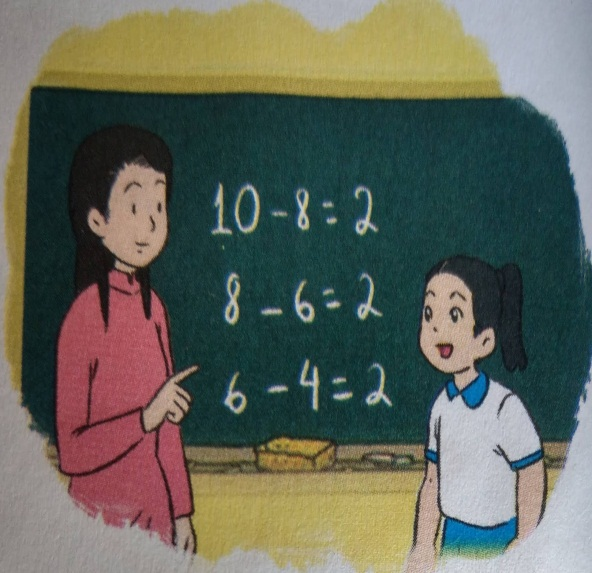 10 - 8 = 2
8 - 6 = 2
6 - 4 = 2